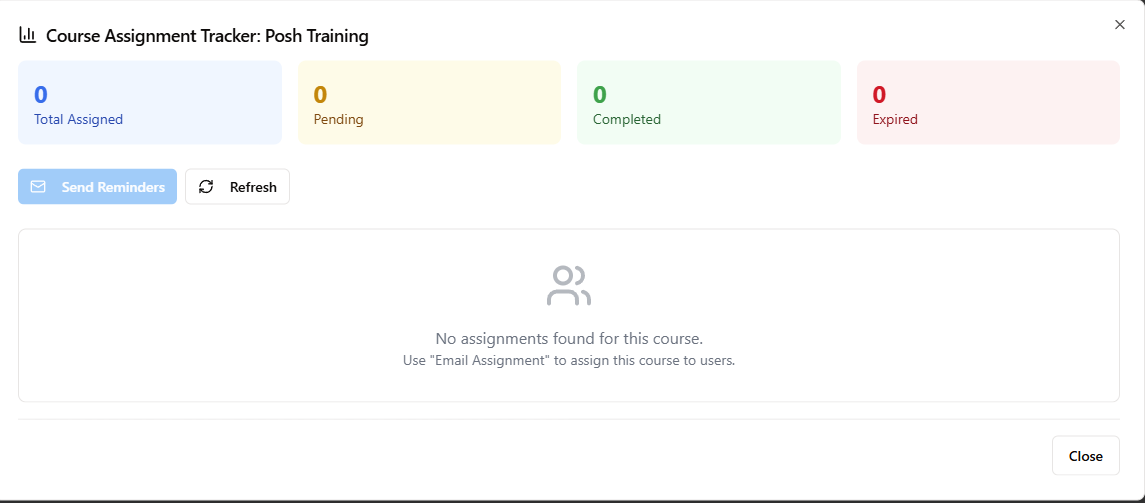 Course Assignment Tracker: Posh Training
0
Total Assigned
0
Pending
0
Completed
0
Expired
Send Reminders
Refresh
No assignments found for this course.
Use "Email Assignment" to assign this course to users.
Close